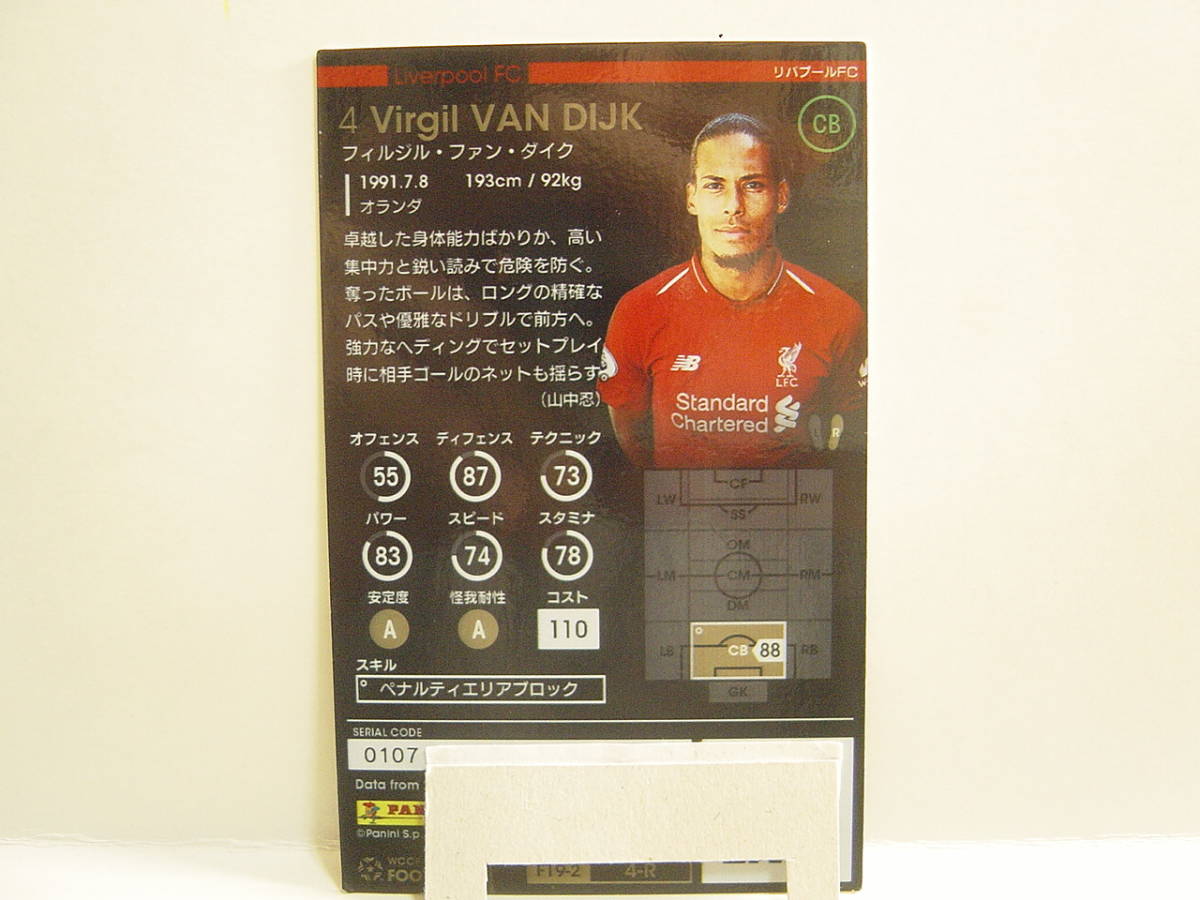 Liverpool FC
リバプールFC
4 Virgil VAN DIJK
CB
フィルジル・ファン・ダイク
1991.7.8 193cm / 92kg
オランダ
卓越した身体能力ばかりか、高い
集中力と鋭い読みで危険を防ぐ。
奪ったボールは、ロングの精確な
パスや優雅なドリブルで前方へ。
強力なヘディングでセットプレイ
時に相手ゴールのネットも揺らす。
(山中忍)
NB
LFC
Standard
Chartered
L R
オフェンス ディフェンス テクニック
55 87 73
パワー スピード スタミナ
83 74 78
安定度 怪我耐性 コスト
A A 110
スキル
ペナルティエリアブロック
CF
LW RW
SS
OM
LM CM RM
DM
LB CB 88 RB
GK
SERIAL CODE
0107
Data from
PAN
©Panini S.p.
WCC
FOO
F19-2 4-R